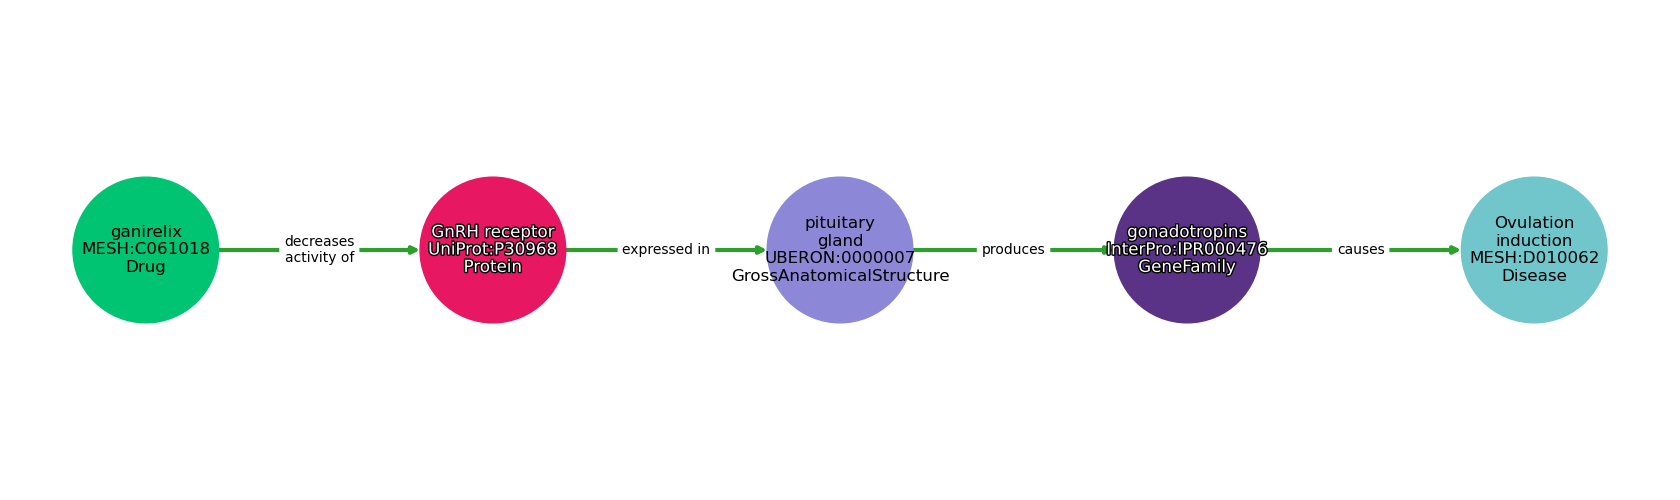 ganirelix
MESH:C061018
Drug
decreases
activity of
GnRH receptor
UniProt:P30968
Protein
expressed in
pituitary
gland
UBERON:0000007
GrossAnatomicalStructure
produces
gonadotropins
InterPro:IPR000476
GeneFamily
causes
Ovulation
induction
MESH:D010062
Disease